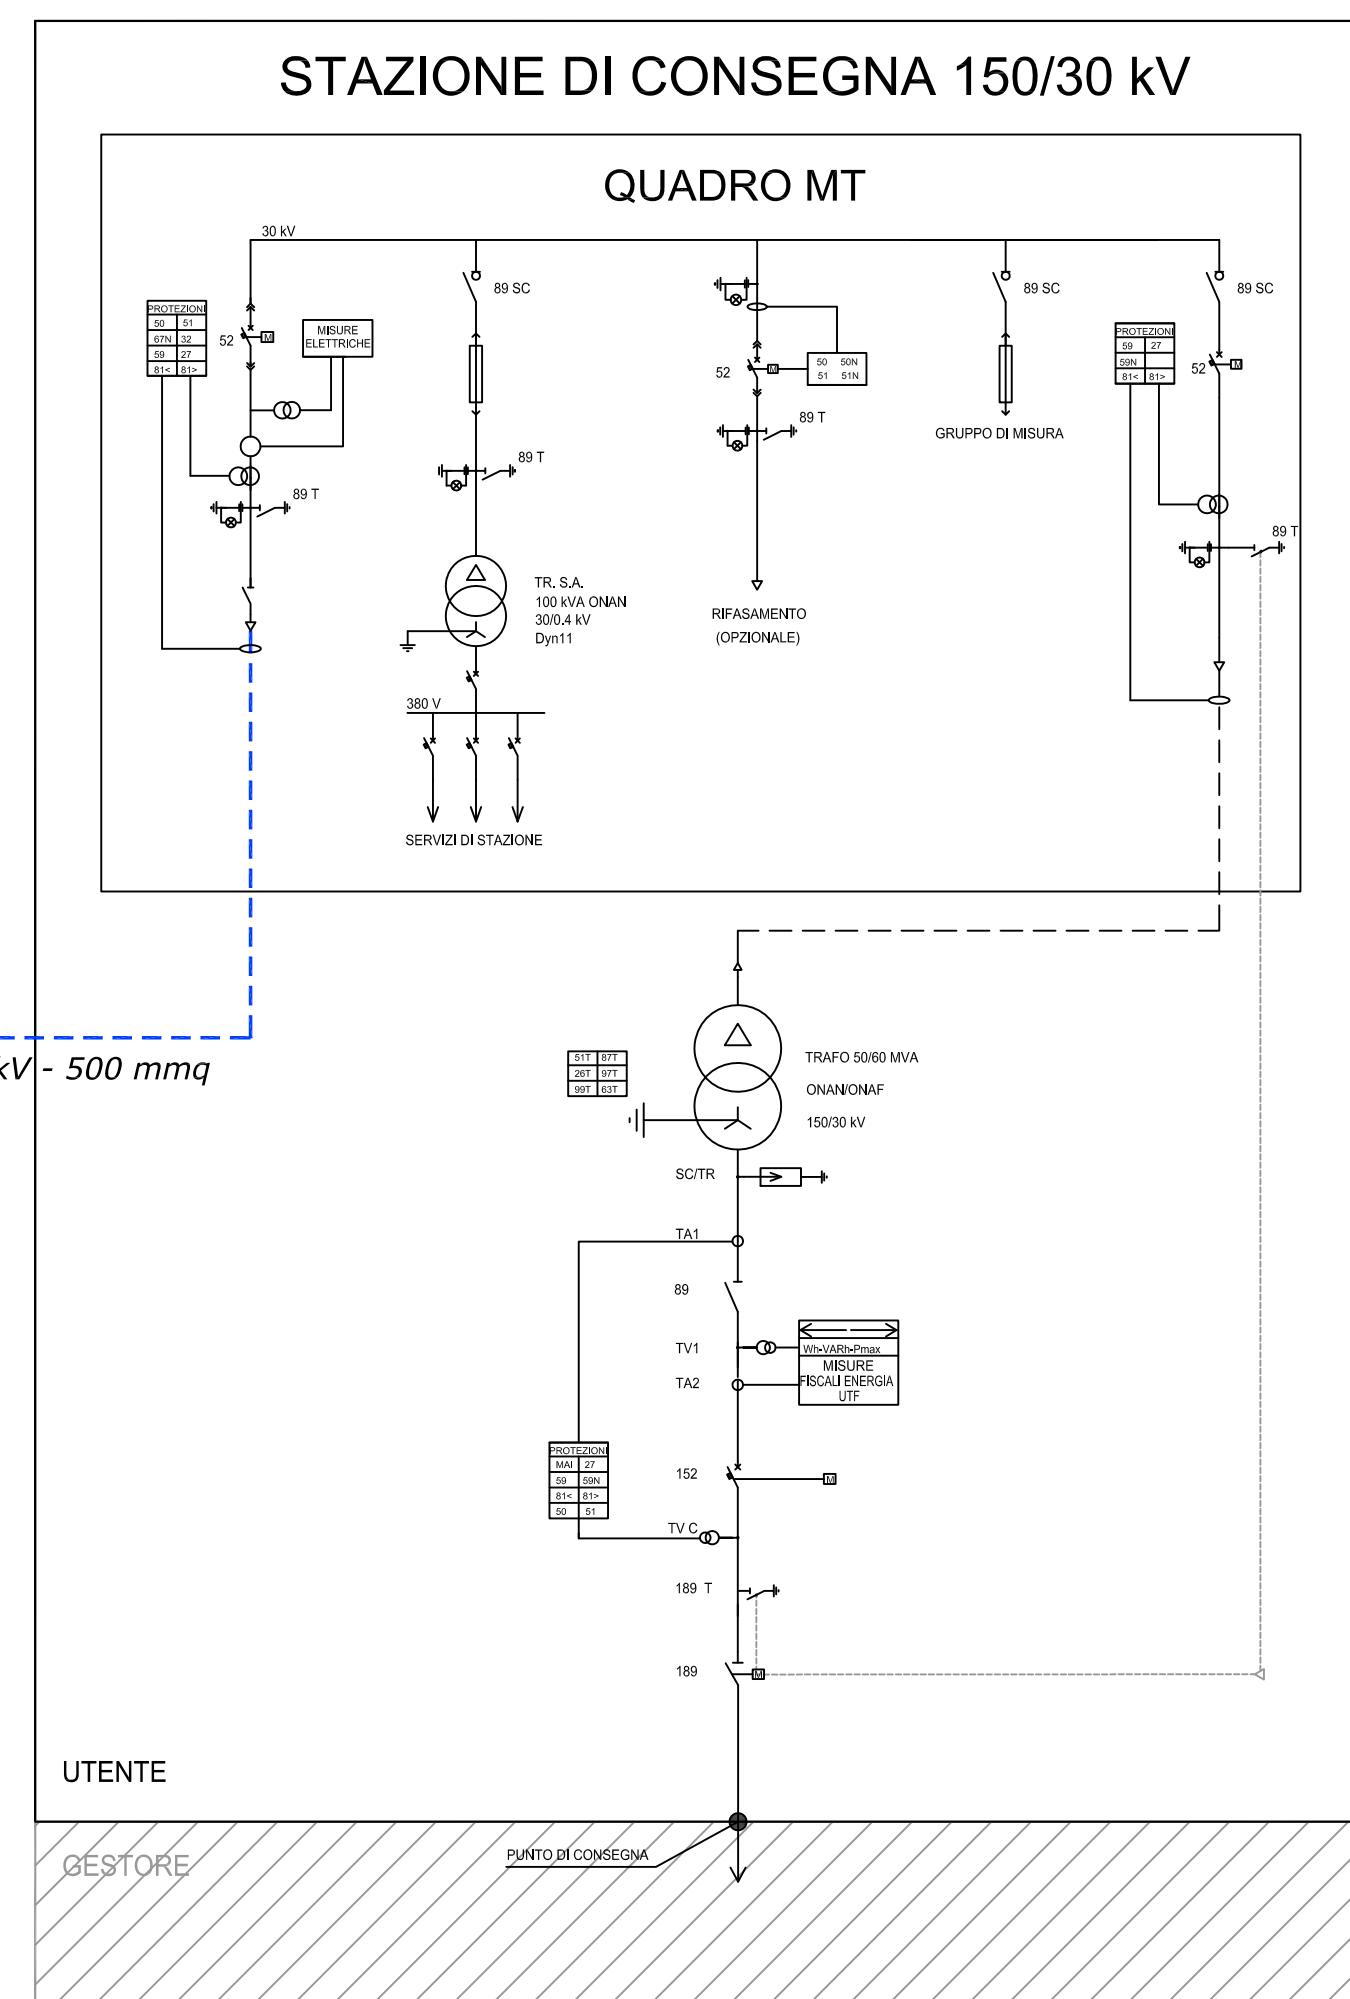 STAZIONE DI CONSEGNA 150/30 kV
QUADRO MT
30 kV
PROTEZIONI
50 51
67N 32
59 27
81< 81>
52
M
MISURE
ELETTRICHE
89 T
89 SC
89 T
TR. S.A.
100 kVA ONAN
30/0.4 kV
Dyn11
380 V
SERVIZI DI STAZIONE
52
M
50 50N
51 51N
89 T
RIFASAMENTO
(OPZIONALE)
89 SC
GRUPPO DI MISURA
89 SC
PROTEZIONI
59 27
59N
81< 81>
52
M
89 T
kV - 500 mmq
51T 87T
26T 97T
99T 63T
TRAFO 50/60 MVA
ONAN/ONAF
150/30 kV
SC/TR
TA1
89
TV1
TA2
Wh-VARh-Pmax
MISURE
FISCALI ENERGIA
UTF
PROTEZIONI
MAI 27
59 59N
81< 81>
50 51
152
M
TV C
189 T
189
M
UTENTE
GESTORE
PUNTO DI CONSEGNA